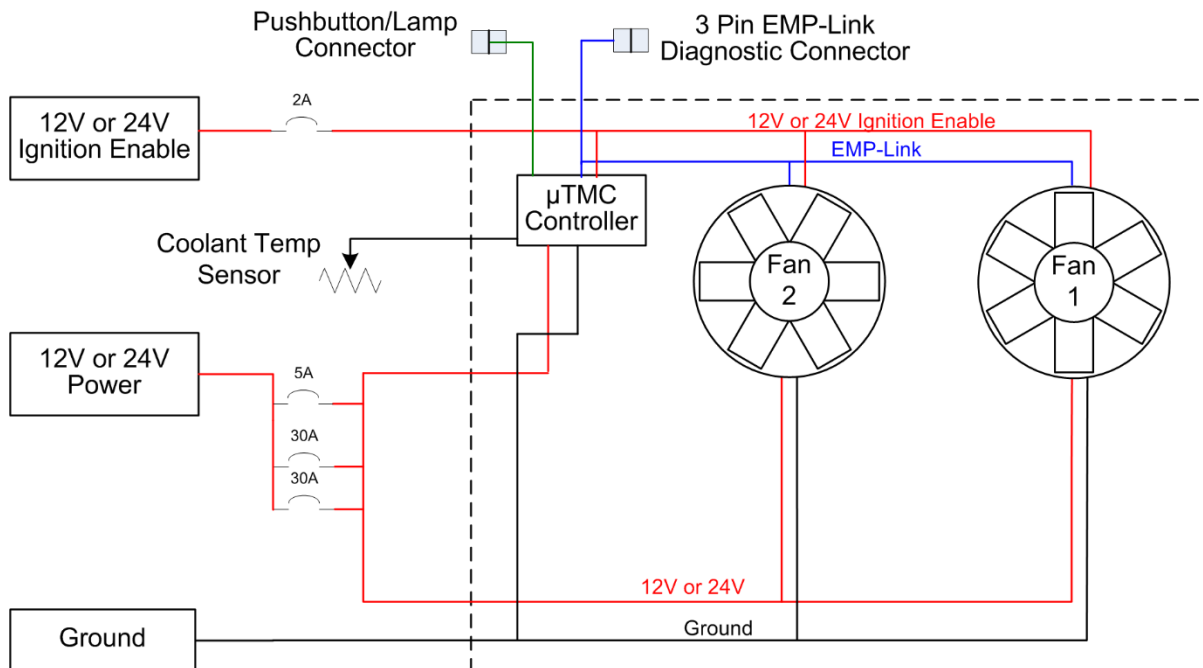 Pushbutton/Lamp
Connector
3 Pin EMP-Link
Diagnostic Connector
12V or 24V
Ignition Enable
2A
12V or 24V Ignition Enable
EMP-Link
µTMC
Controller
Coolant Temp
Sensor
Fan
2
Fan
1
12V or 24V
Power
5A
30A
30A
12V or 24V
Ground
Ground